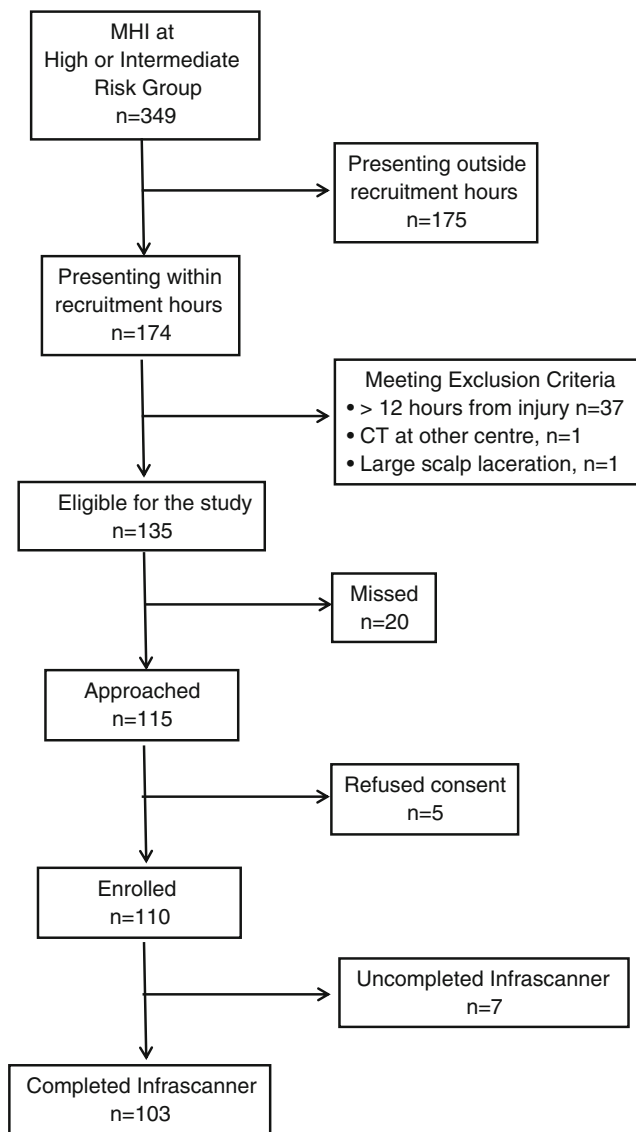 MHI at
High or Intermediate
Risk Group
n=349
Presenting outside
recruitment hours
n=175
Presenting within
recruitment hours
n=174
Meeting Exclusion Criteria
• > 12 hours from injury n=37
• CT at other centre, n=1
• Large scalp laceration, n=1
Eligible for the study
n=135
Missed
n=20
Approached
n=115
Refused consent
n=5
Enrolled
n=110
Uncompleted Infrascanner
n=7
Completed Infrascanner
n=103